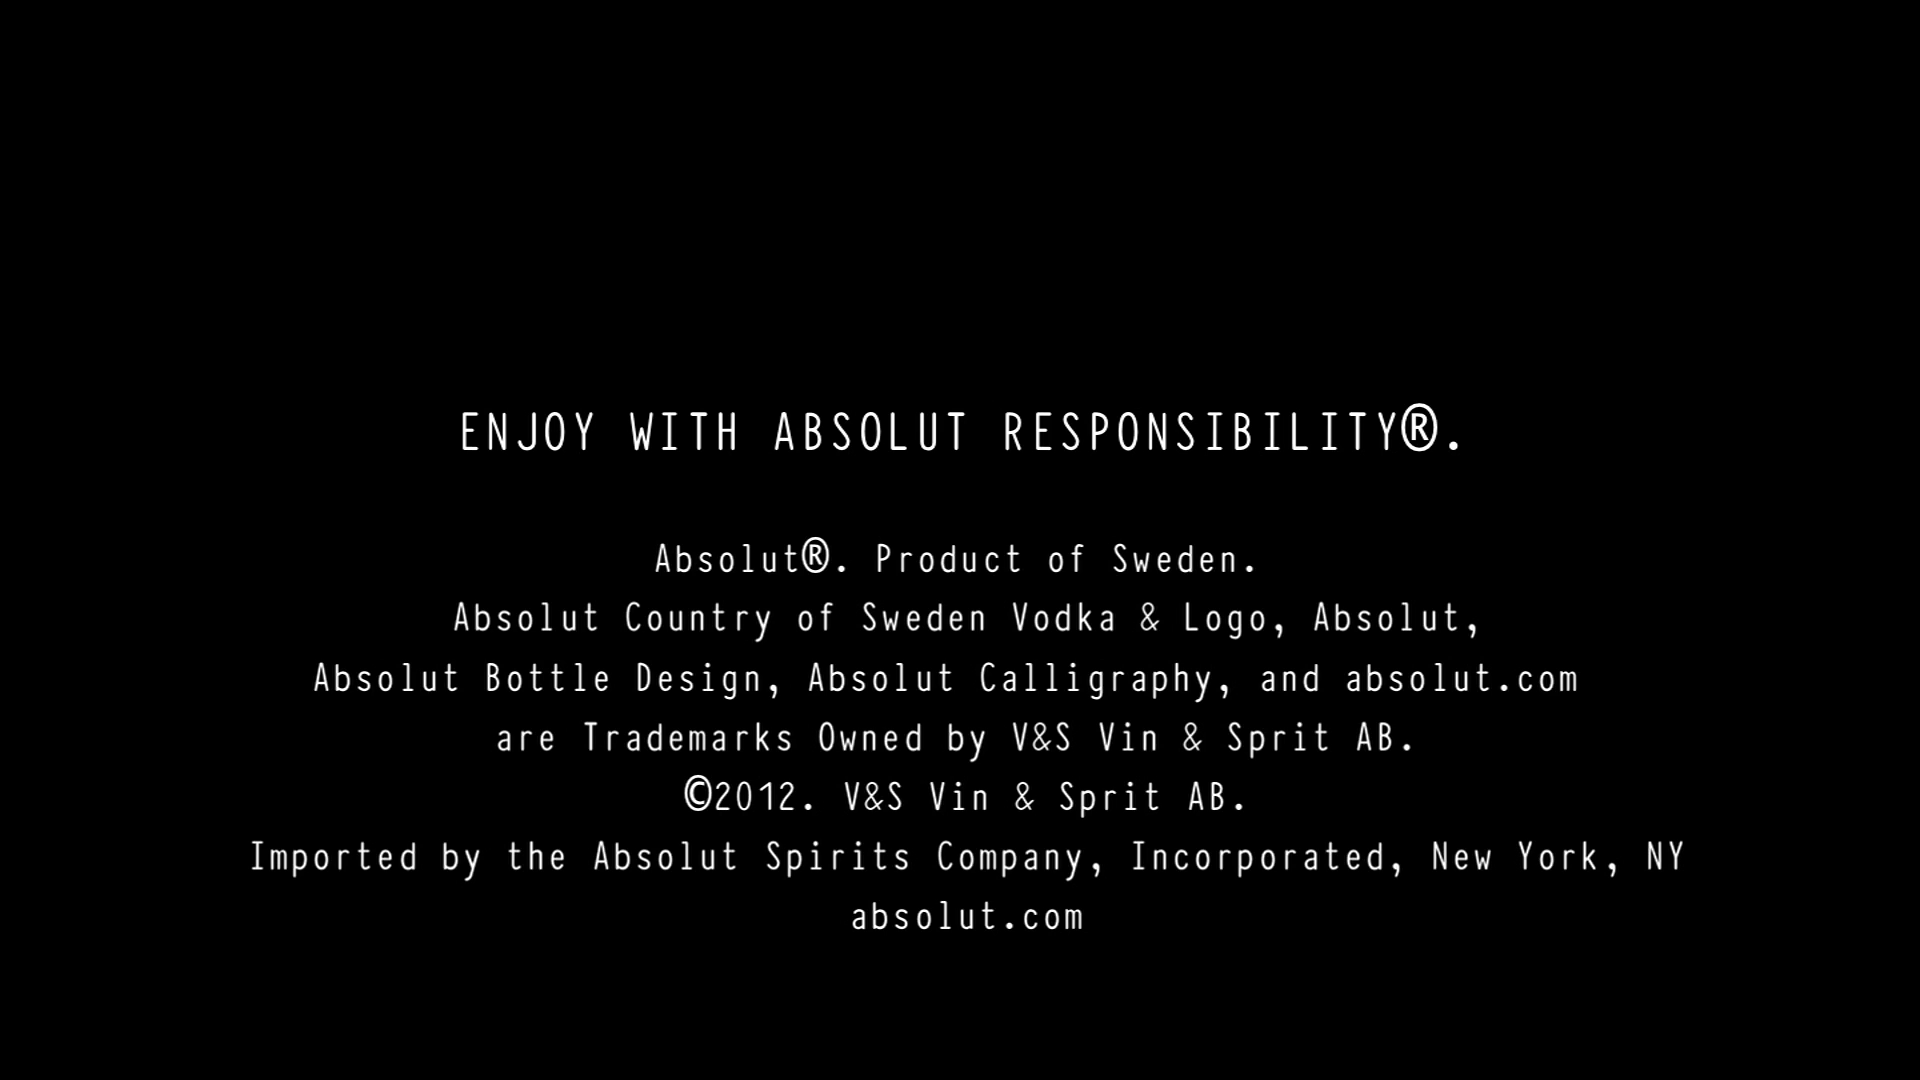 ENJOY WITH ABSOLUT RESPONSIBILITY®.
Absolut®. Product of Sweden.
Absolut Country of Sweden Vodka & Logo, Absolut,
Absolut Bottle Design, Absolut Calligraphy, and absolut.com
are Trademarks Owned by V&S Vin & Sprit AB.
©2012. V&S Vin & Sprit AB.
Imported by the Absolut Spirits Company, Incorporated, New York, NY
absolut.com